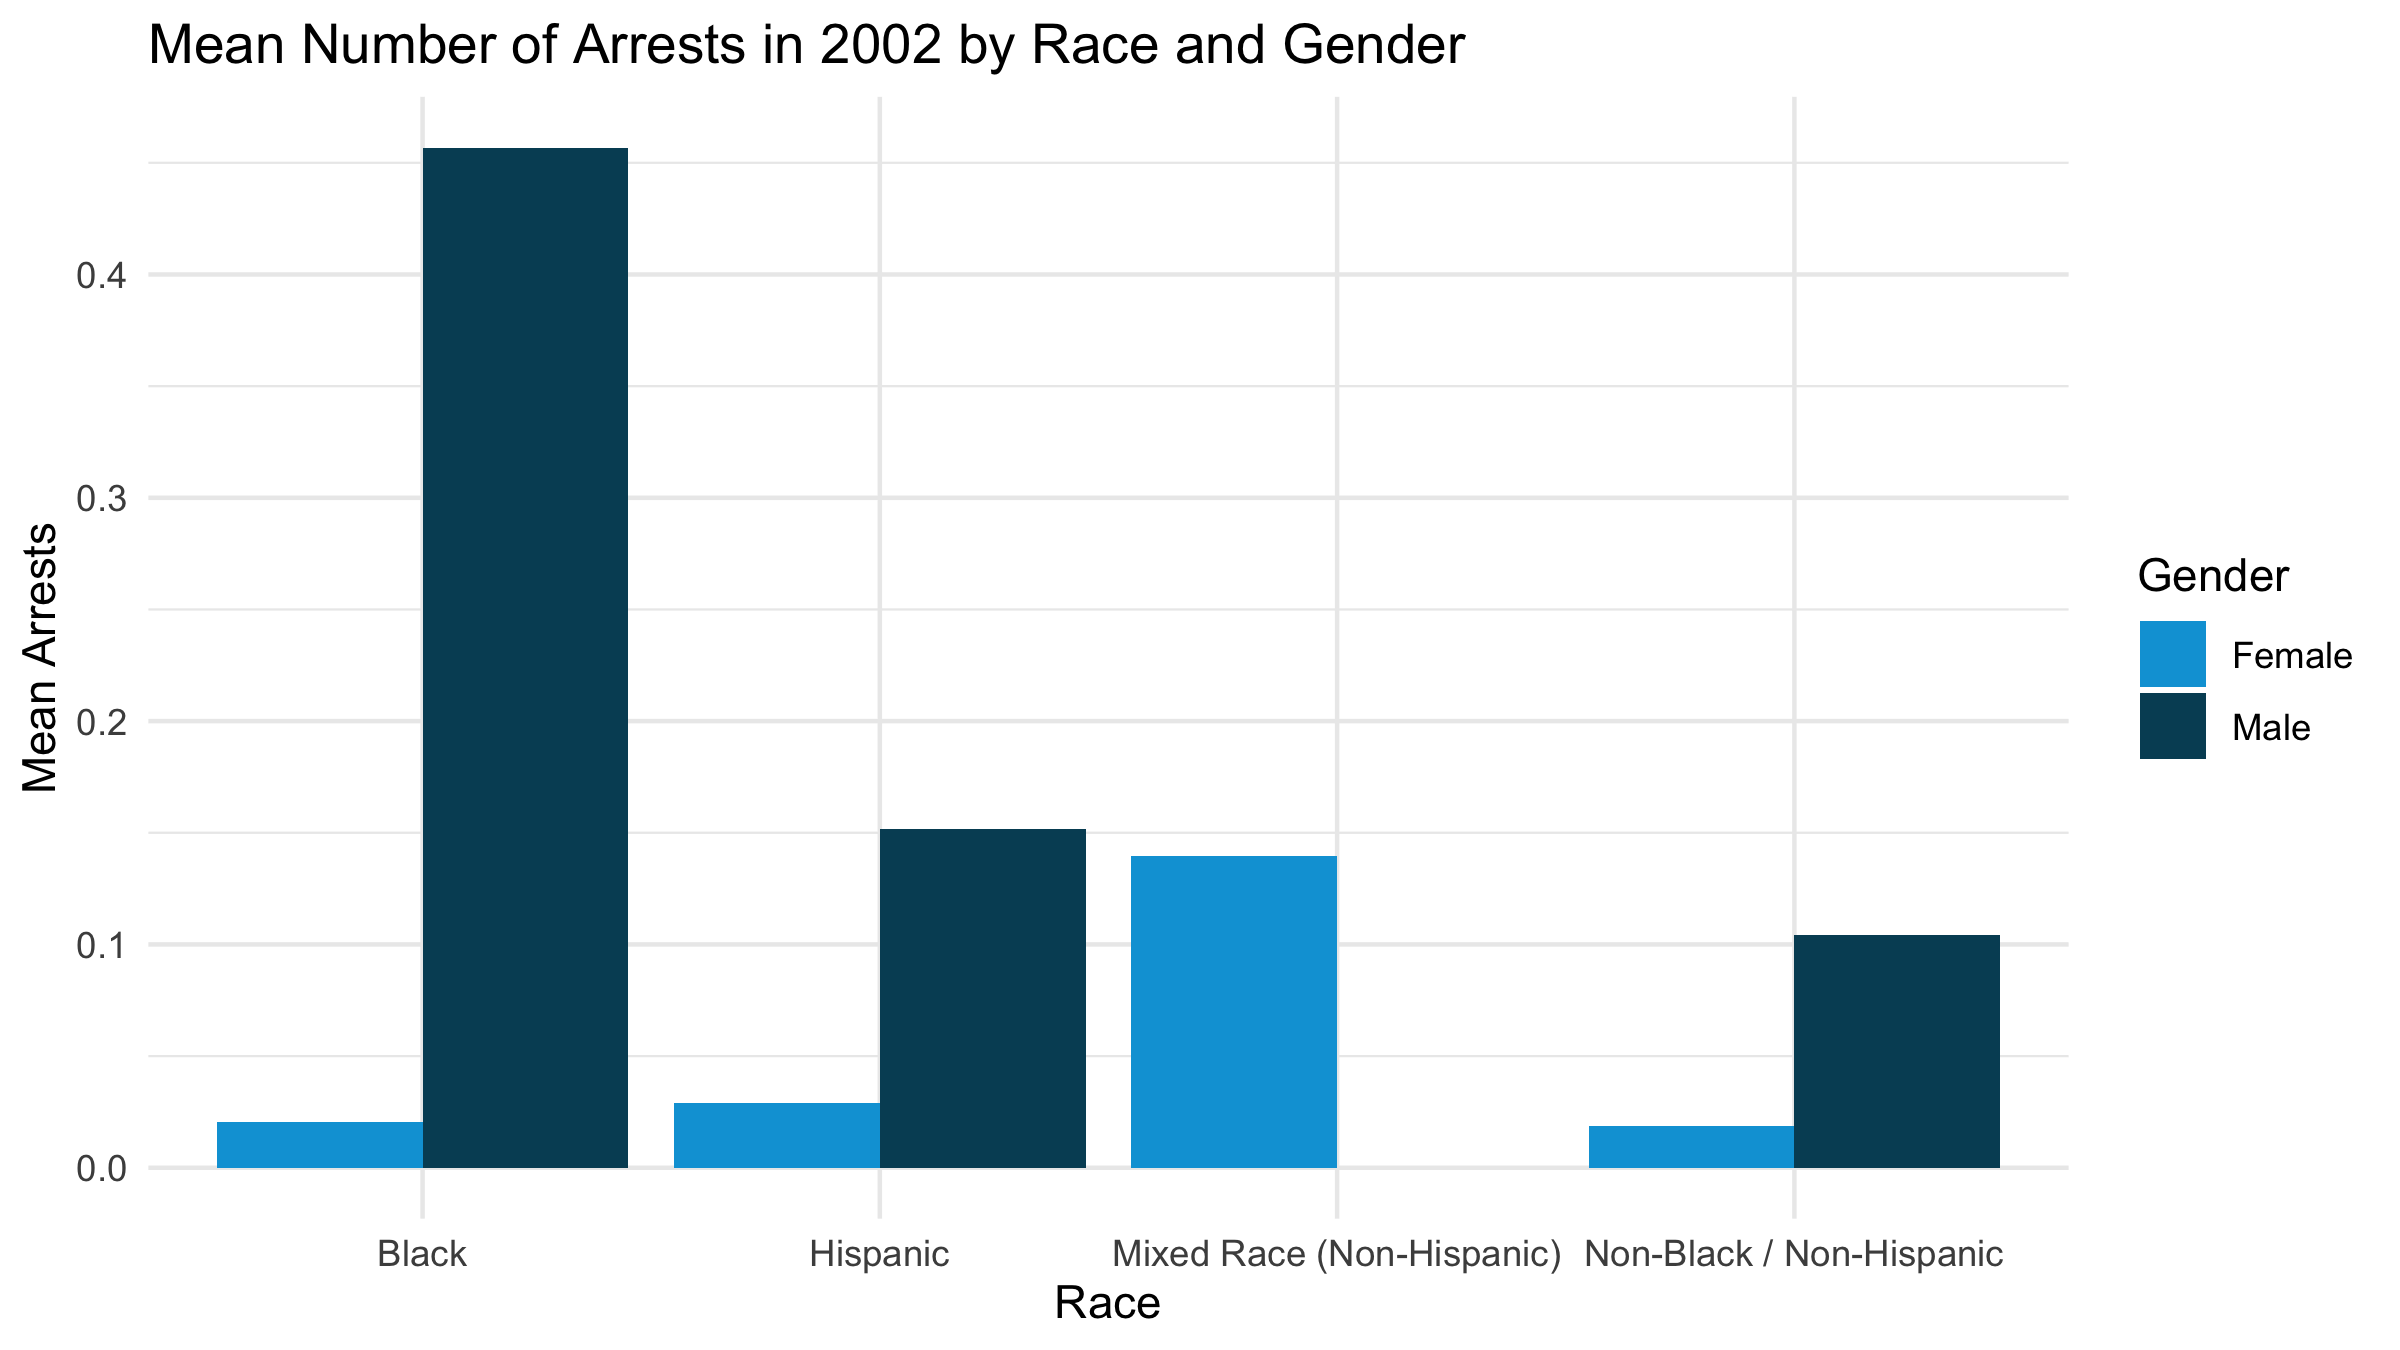 Mean Number of Arrests in 2002 by Race and Gender
Mean Arrests
0.4
0.3
0.2
0.1
0.0
Black
Hispanic
Mixed Race (Non-Hispanic)
Non-Black / Non-Hispanic
Race
Gender
Female
Male